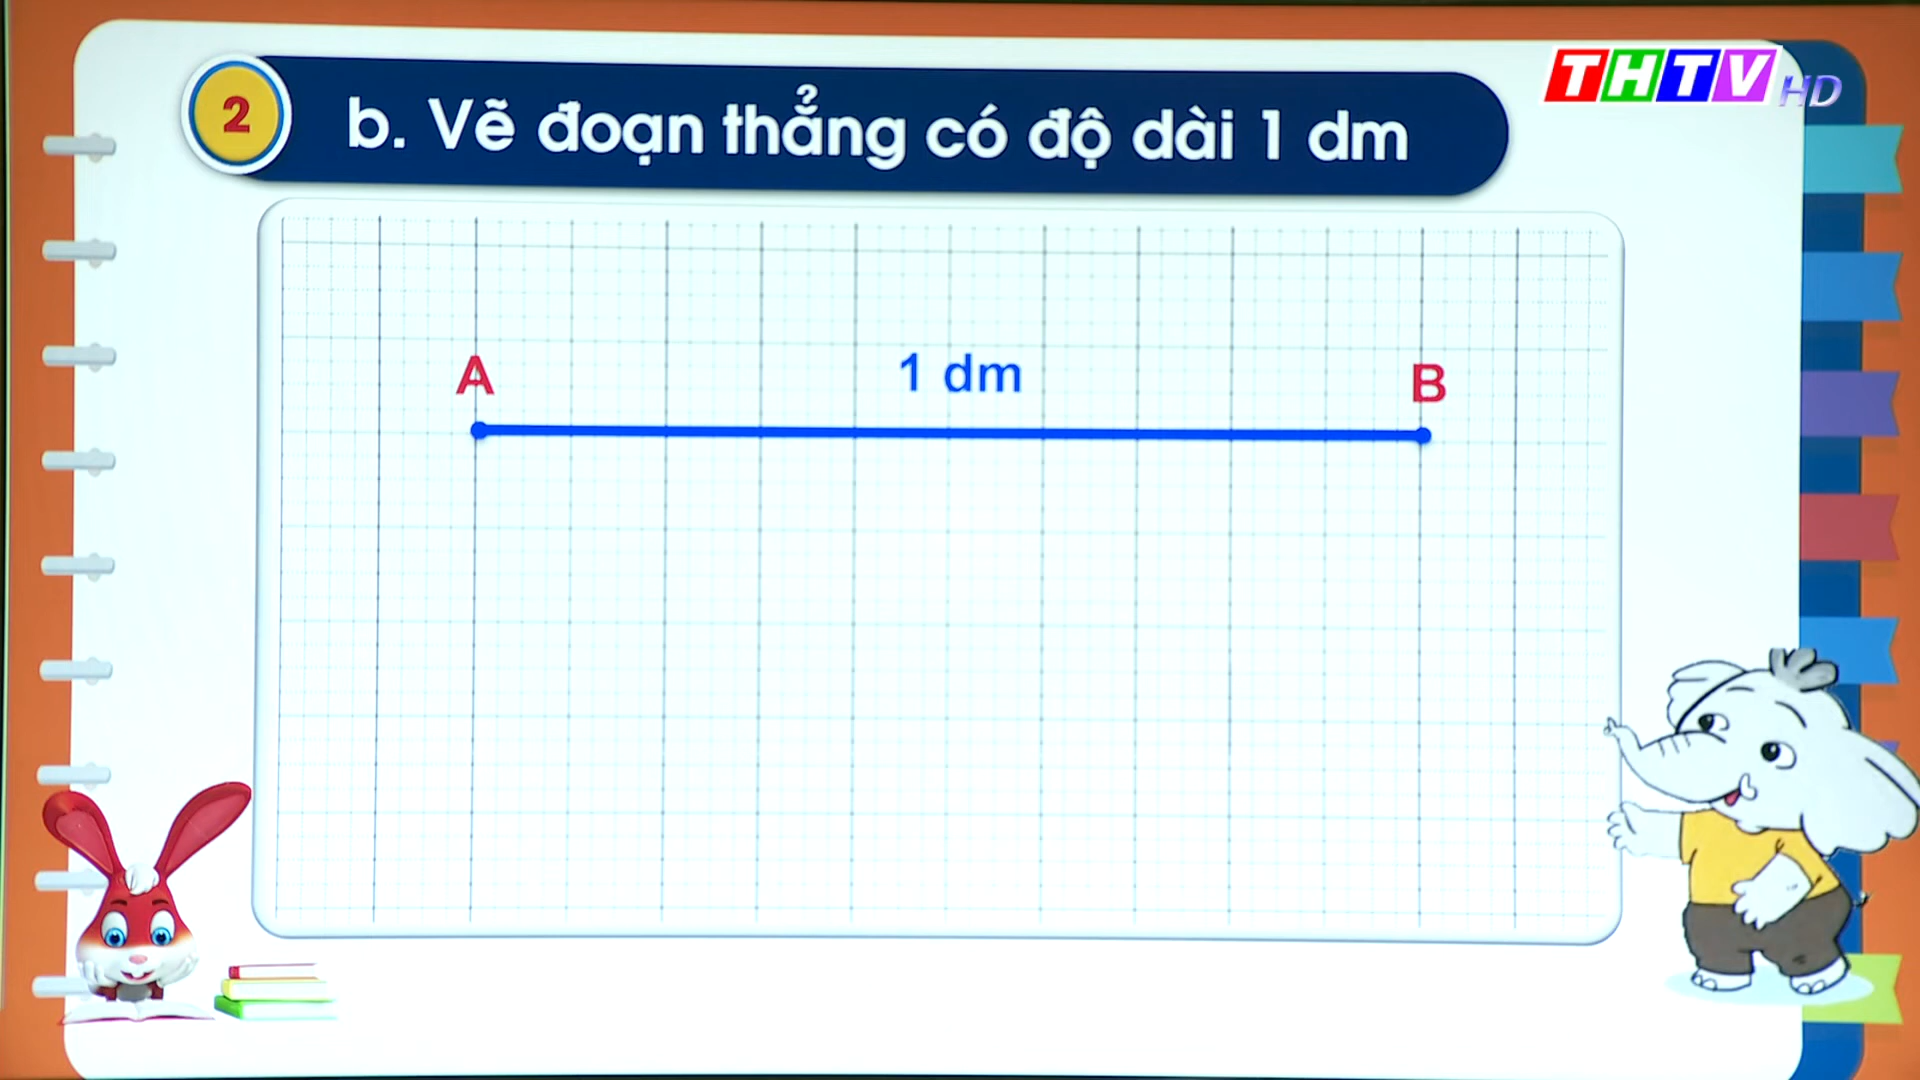 THTV HD
2 b. Vẽ đoạn thẳng có độ dài 1 dm
A 1 dm B